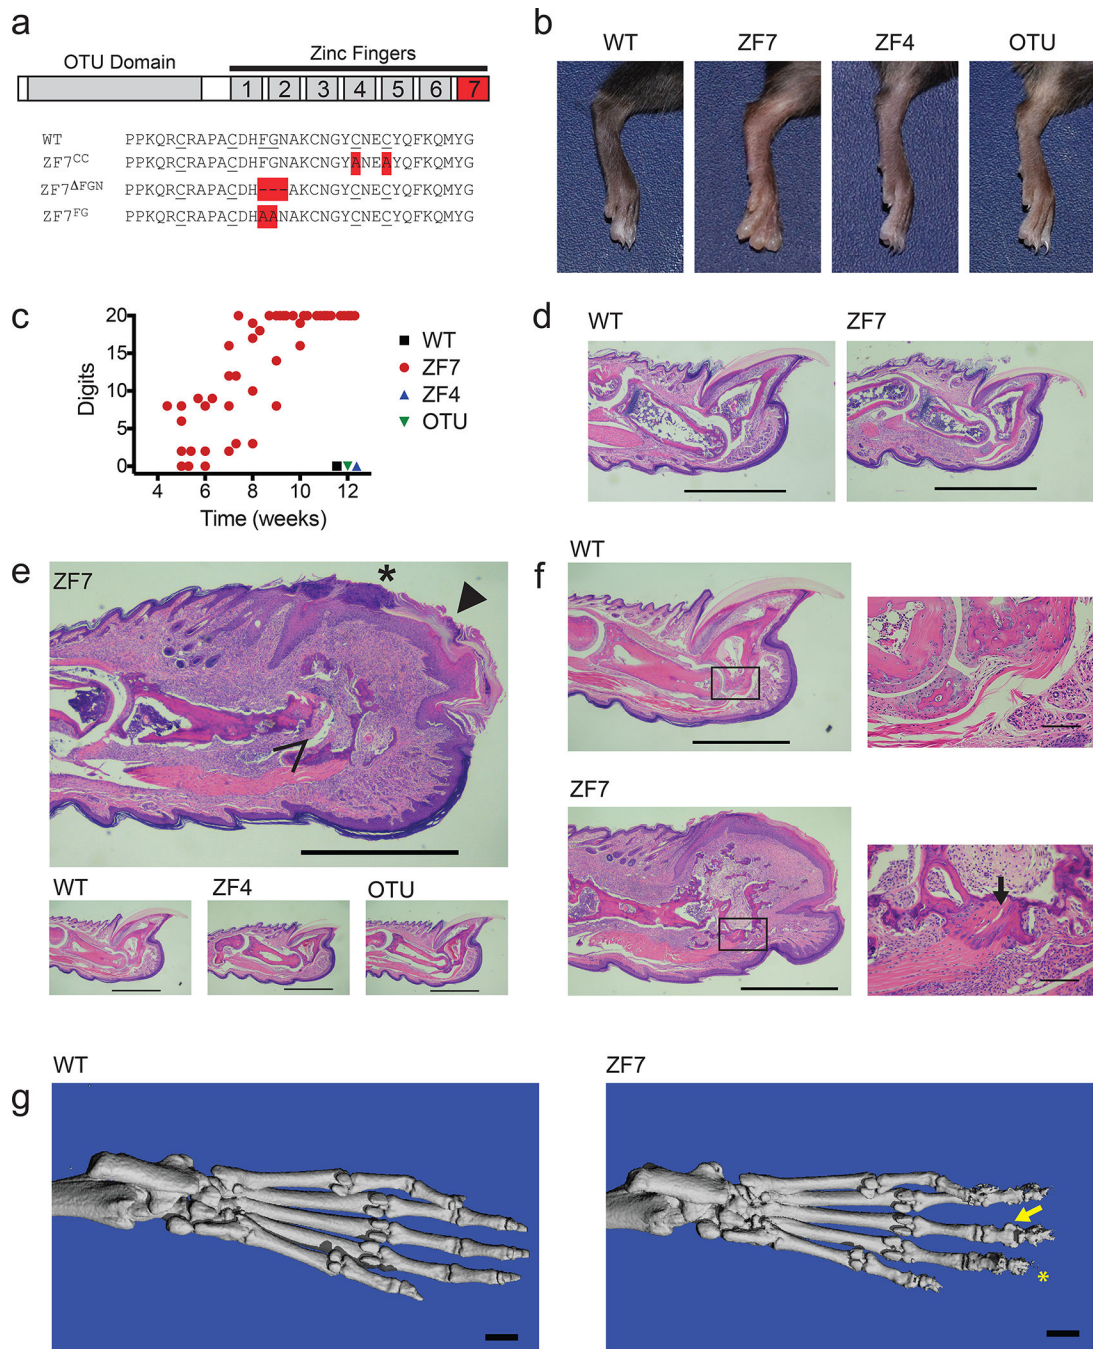 a
OTU Domain
Zinc Fingers
1 2 3 4 5 6 7
WT PPKQRCRAPACDHFGNAKCNGYCNECYQFKQMYG
ZF7CC PPKQRCRAPACDHFGNAKCNGYANEAYQFKQMYG
ZF7ΔFGN PPKQRCRAPACDH---AKCNGYCNECYQFKQMYG
ZF7FG PPKQRCRAPACDHAANAKCNGYCNECYQFKQMYG
b
WT ZF7 ZF4 OTU
c
Digits
20
15
10
5
0
4 6 8 10 12
Time (weeks)
WT
ZF7
ZF4
OTU
d
WT ZF7
e
ZF7
*
WT ZF4 OTU
f
WT
ZF7
g
WT ZF7
*